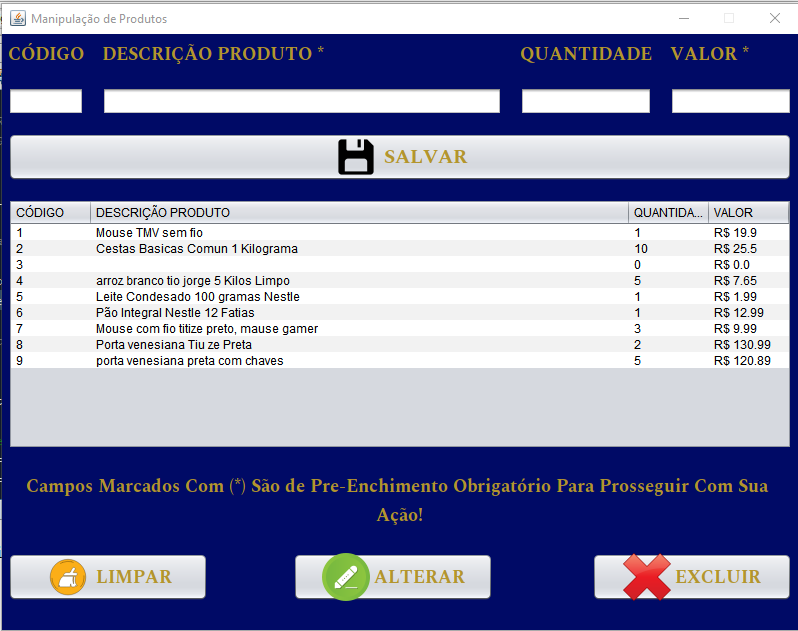 Manipulação de Produtos
CÓDIGO DESCRIÇÃO PRODUTO * QUANTIDADE VALOR *
SALVAR
CÓDIGO DESCRIÇÃO PRODUTO QUANTIDA... VALOR
1 Mouse TMV sem fio 1 R$ 19.9
2 Cestas Basicas Comun 1 Kilograma 10 R$ 25.5
3 0 R$ 0.0
4 arroz branco tio jorge 5 Kilos Limpo 5 R$ 7.65
5 Leite Condesado 100 gramas Nestle 1 R$ 1.99
6 Pão Integral Nestle 12 Fatias 1 R$ 12.99
7 Mouse com fio titize preto, mause gamer 3 R$ 9.99
8 Porta venesiana Tiu ze Preta 2 R$ 130.99
9 porta venesiana preta com chaves 5 R$ 120.89
Campos Marcados Com (*) São de Pre-Enchimento Obrigatório Para Prosseguir Com Sua
Ação!
LIMPAR ALTERAR EXCLUIR